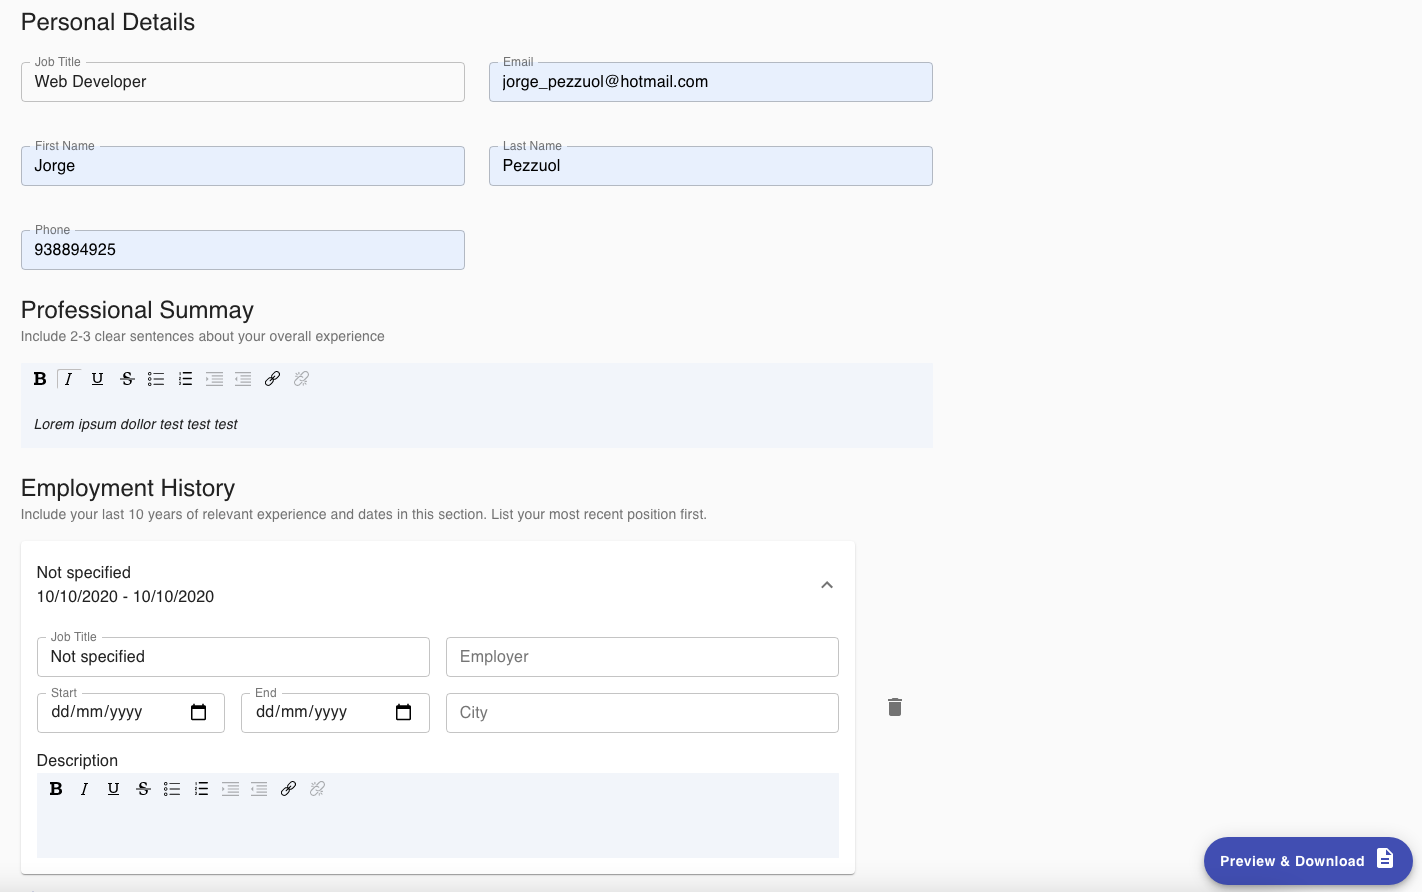 Personal Details
Job Title
Web Developer
Email
jorge_pezzuol@hotmail.com
First Name
Jorge
Last Name
Pezzuol
Phone
938894925
Professional Summay
Include 2-3 clear sentences about your overall experience
B I U S
Lorem ipsum dollor test test test
Employment History
Include your last 10 years of relevant experience and dates in this section. List your most recent position first.
Not specified
10/10/2020 - 10/10/2020
Job Title
Not specified
Employer
Start
dd/mm/yyyy
End
dd/mm/yyyy
City
Description
B I U S
Preview & Download